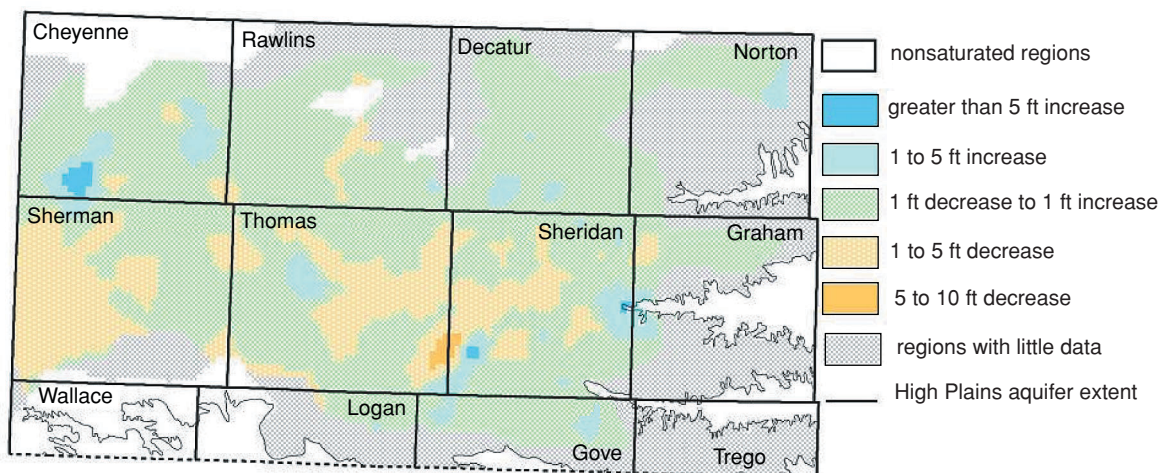 Cheyenne
Rawlins
Decatur
Norton
Sherman
Thomas
Sheridan
Graham
Wallace
Logan
Gove
Trego
nonsaturated regions
greater than 5 ft increase
1 to 5 ft increase
1 ft decrease to 1 ft increase
1 to 5 ft decrease
5 to 10 ft decrease
regions with little data
High Plains aquifer extent